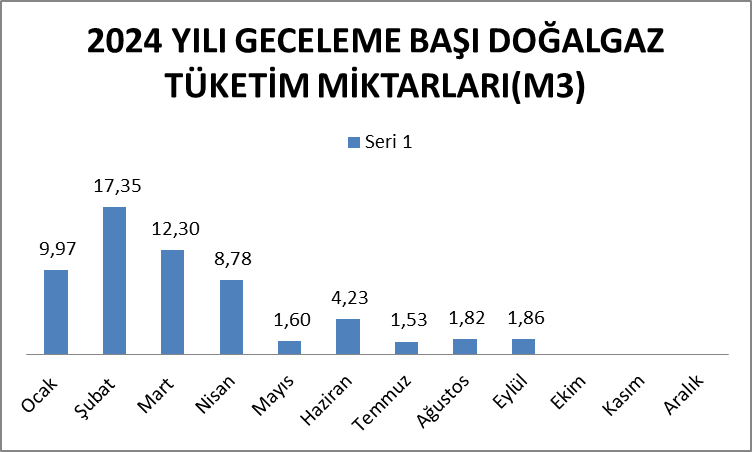 2024 YILI GECELEME BAŞI DOĞALGAZ
TÜKETİM MİKTARLARI(M3)
Seri 1
9,97
17,35
12,30
8,78
1,60
4,23
1,53
1,82
1,86
Ocak
Şubat
Mart
Nisan
Mayıs
Haziran
Temmuz
Ağustos
Eylül
Ekim
Kasım
Aralık